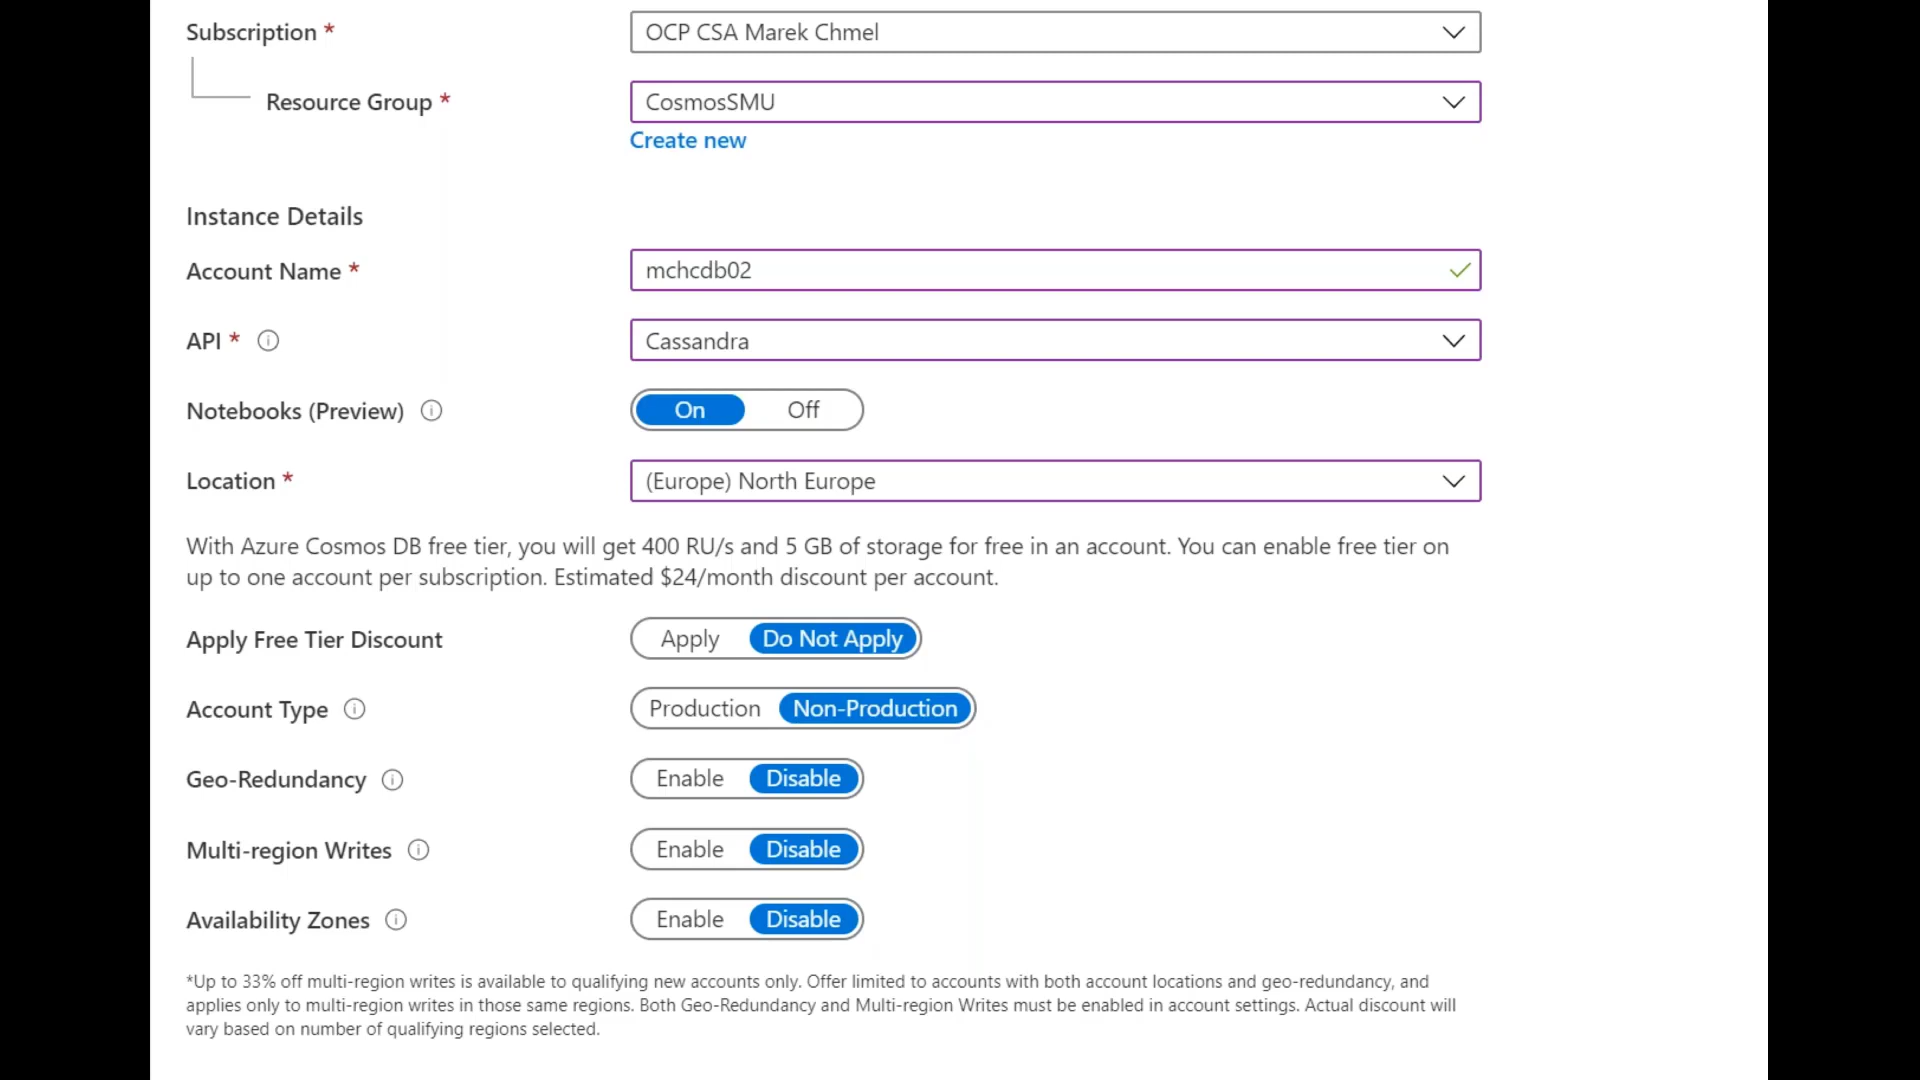 Subscription *
OCP CSA Marek Chmel
Resource Group *
CosmosSMU
Create new
Instance Details
Account Name *
mchcdb02
API *
Cassandra
Notebooks (Preview)
On Off
Location *
(Europe) North Europe
With Azure Cosmos DB free tier, you will get 400 RU/s and 5 GB of storage for free in an account. You can enable free tier on
up to one account per subscription. Estimated $24/month discount per account.
Apply Free Tier Discount
Apply Do Not Apply
Account Type
Production Non-Production
Geo-Redundancy
Enable Disable
Multi-region Writes
Enable Disable
Availability Zones
Enable Disable
*Up to 33% off multi-region writes is available to qualifying new accounts only. Offer limited to accounts with both account locations and geo-redundancy, and
applies only to multi-region writes in those same regions. Both Geo-Redundancy and Multi-region Writes must be enabled in account settings. Actual discount will
vary based on number of qualifying regions selected.